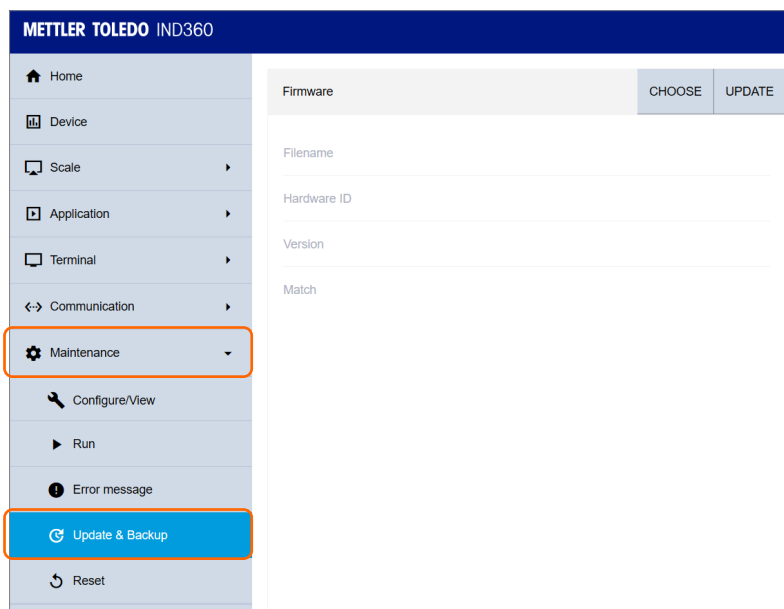 METTLER TOLEDO IND360
Home
Device
Scale
Application
Terminal
Communication
Maintenance
Configure/View
Run
Error message
Update & Backup
Reset
Firmware CHOOSE UPDATE
Filename
Hardware ID
Version
Match